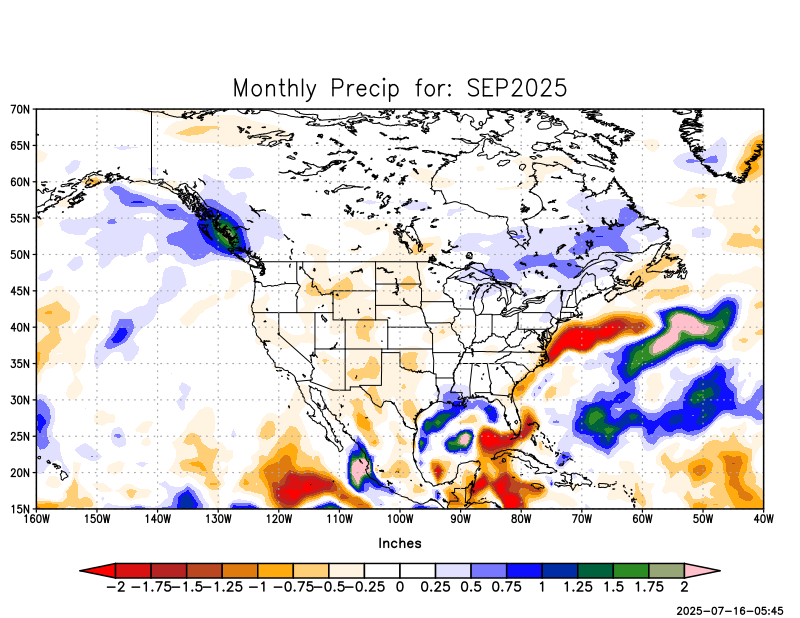 Monthly Precip for: SEP2025
70N
65N
60N
55N
50N
45N
40N
35N
30N
25N
20N
15N
160W 150W 140W 130W 120W 110W 100W 90W 80W 70W 60W 50W 40W
Inches
-2 -1.75 -1.5 -1.25 -1 -0.75 -0.5 -0.25 0 0.25 0.5 0.75 1 1.25 1.5 1.75 2
2025-07-16-05:45